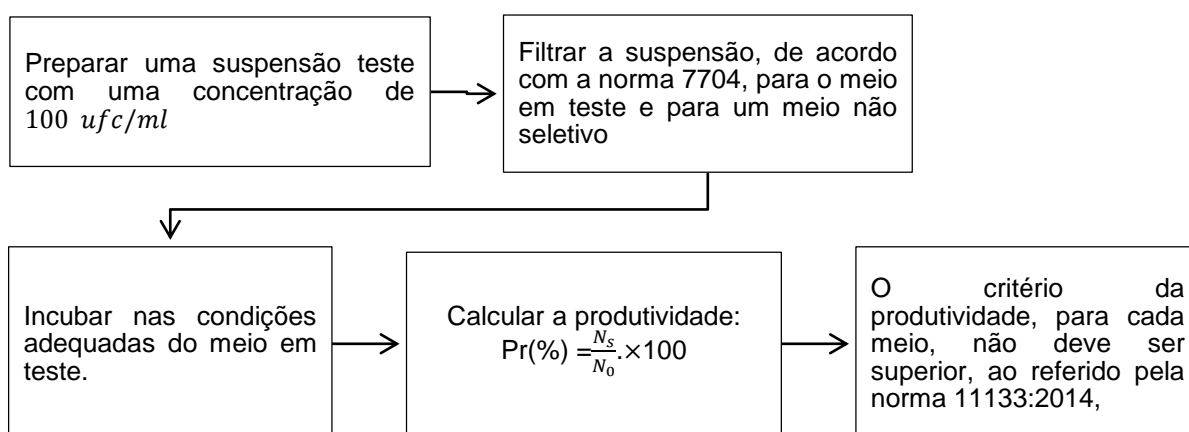 Preparar uma suspensão teste
com uma concentração de
100 ufc/ml
Filtrar a suspensão, de acordo
com a norma 7704, para o meio
em teste e para um meio não
seletivo
Incubar nas condições
adequadas do meio em
teste.
Calcular a produtividade:
Pr(%) =N_S/N_0.×100
O critério da
produtividade, para cada
meio, não deve ser
superior, ao referido pela
norma 11133:2014,